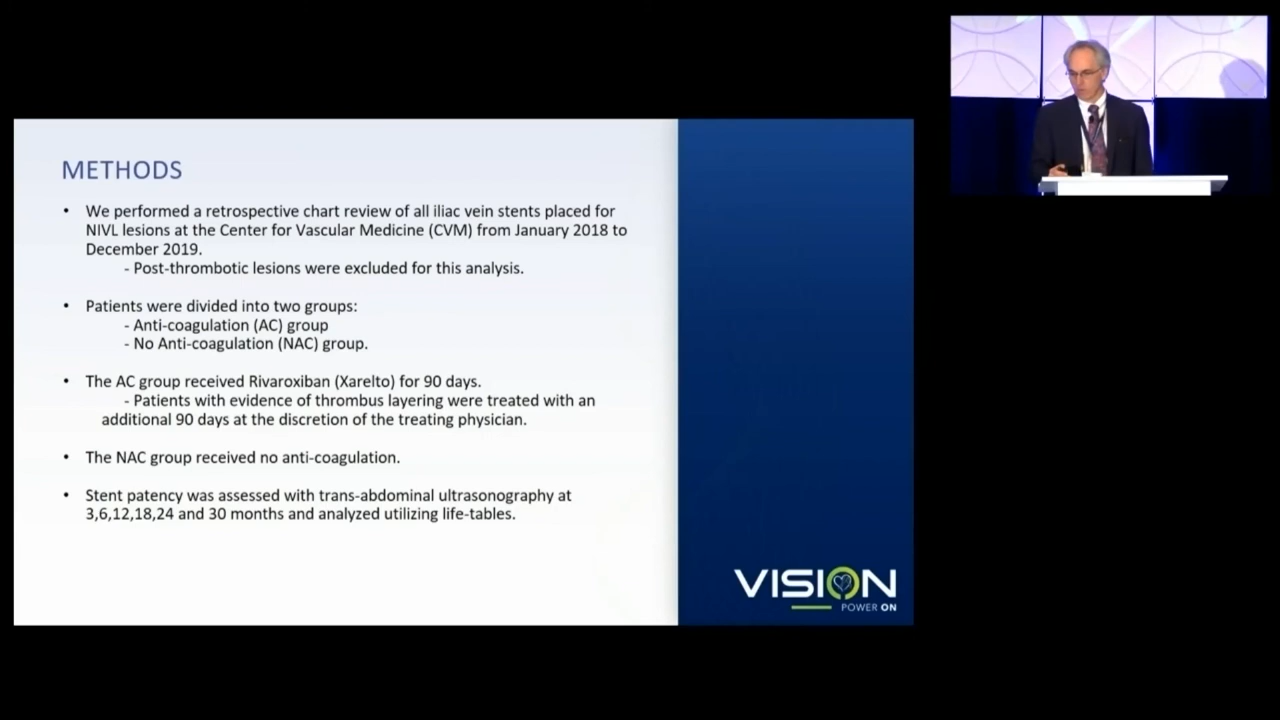 METHODS
• We performed a retrospective chart review of all iliac vein stents placed for
NIVL lesions at the Center for Vascular Medicine (CVM) from January 2018 to
December 2019.
- Post-thrombotic lesions were excluded for this analysis.
• Patients were divided into two groups:
- Anti-coagulation (AC) group
- No Anti-coagulation (NAC) group.
• The AC group received Rivaroxiban (Xarelto) for 90 days.
- Patients with evidence of thrombus layering were treated with an
additional 90 days at the discretion of the treating physician.
• The NAC group received no anti-coagulation.
• Stent patency was assessed with trans-abdominal ultrasonography at
3,6,12,18,24 and 30 months and analyzed utilizing life-tables.
VISION
POWER ON